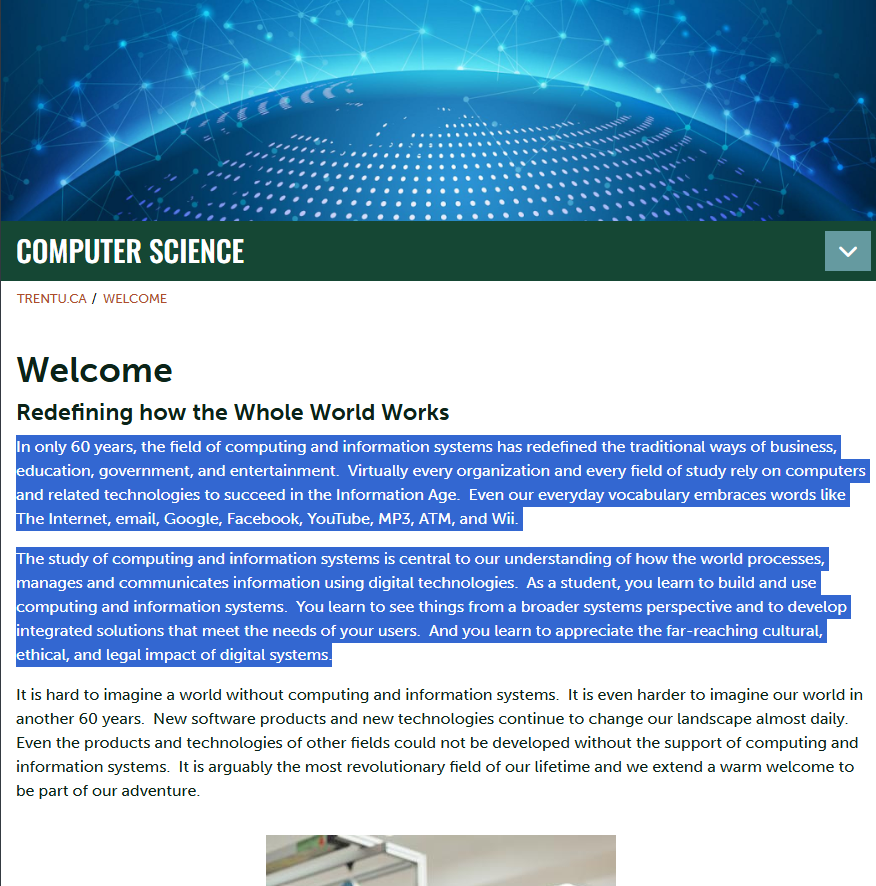 COMPUTER SCIENCE
TRENTU.CA / WELCOME
Welcome
Redefining how the Whole World Works
In only 60 years, the field of computing and information systems has redefined the traditional ways of business,
education, government, and entertainment.  Virtually every organization and every field of study rely on computers
and related technologies to succeed in the Information Age.  Even our everyday vocabulary embraces words like
The Internet, email, Google, Facebook, YouTube, MP3, ATM, and Wii.
The study of computing and information systems is central to our understanding of how the world processes,
manages and communicates information using digital technologies.  As a student, you learn to build and use
computing and information systems.  You learn to see things from a broader systems perspective and to develop
integrated solutions that meet the needs of your users.  And you learn to appreciate the far-reaching cultural,
ethical, and legal impact of digital systems.
It is hard to imagine a world without computing and information systems.  It is even harder to imagine our world in
another 60 years.  New software products and new technologies continue to change our landscape almost daily.
Even the products and technologies of other fields could not be developed without the support of computing and
information systems.  It is arguably the most revolutionary field of our lifetime and we extend a warm welcome to
be part of our adventure.